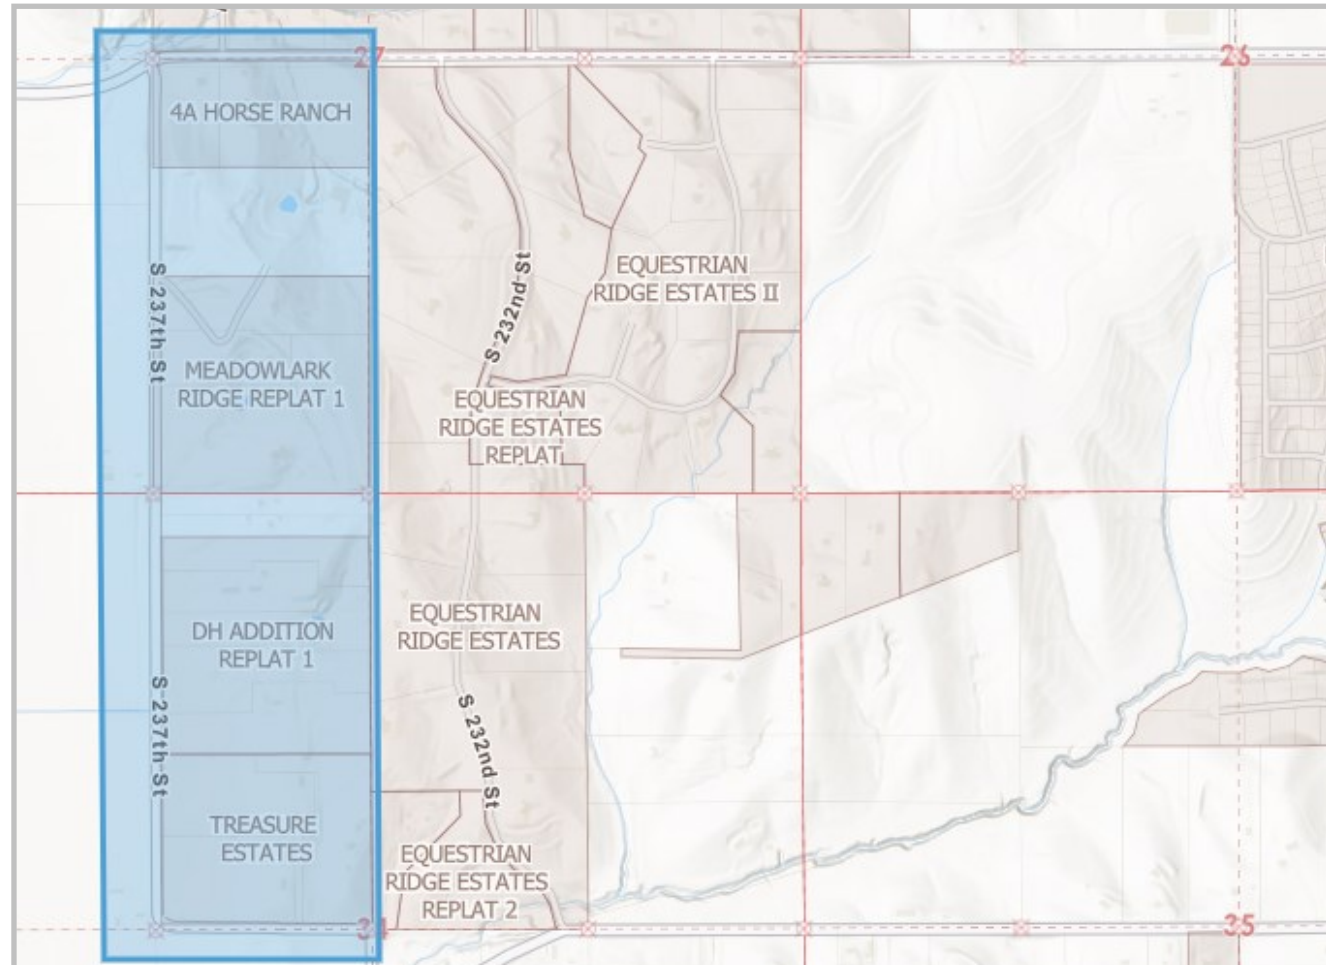 27
26
4A HORSE RANCH
S 237th St
S 232nd St
EQUESTRIAN
RIDGE ESTATES II
MEADOWLARK
RIDGE REPLAT 1
EQUESTRIAN
RIDGE ESTATES
REPLAT
DH ADDITION
REPLAT 1
EQUESTRIAN
RIDGE ESTATES
S 237th St
S 232nd St
TREASURE
ESTATES
EQUESTRIAN
RIDGE ESTATES
REPLAT 2
34
35